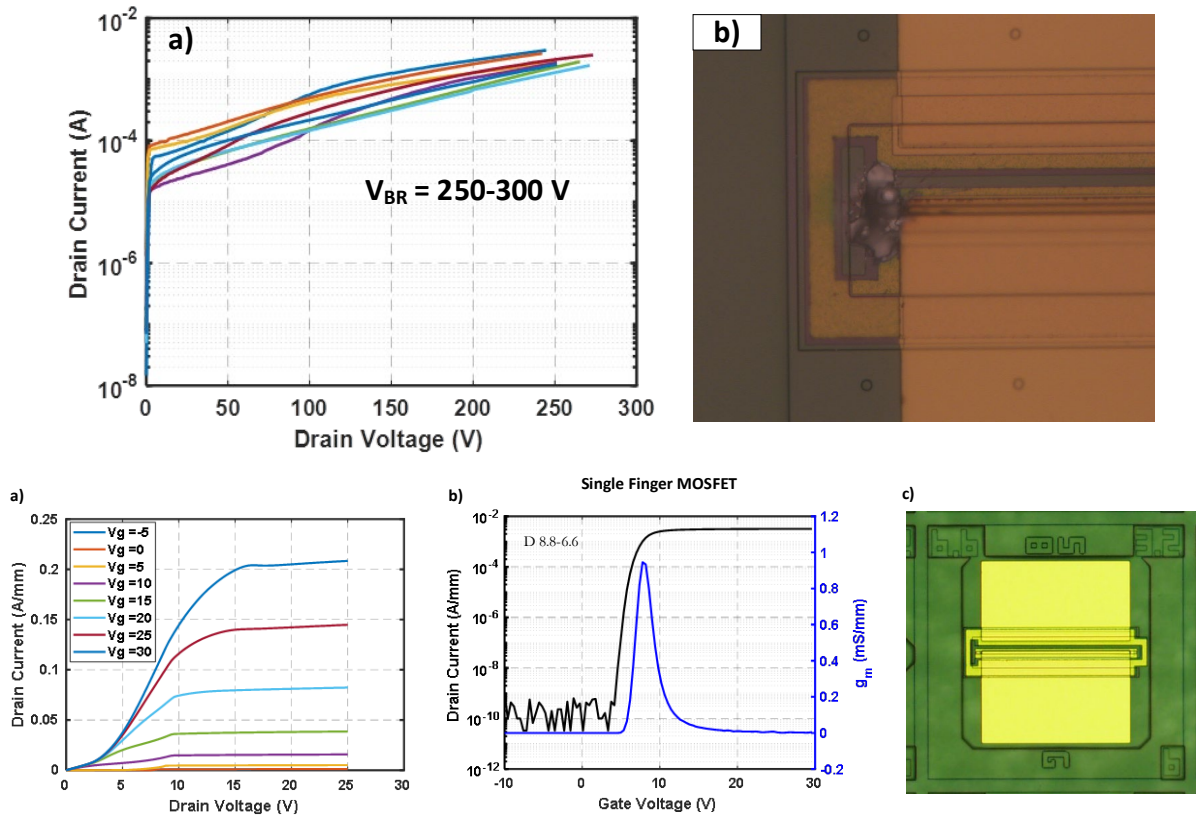 a)
10⁻²
10⁻⁴
10⁻⁶
10⁻⁸
Drain Current (A)
V_BR = 250-300 V
0 50 100 150 200 250 300
Drain Voltage (V)
b)
a)
0.25
0.2
0.15
0.1
0.05
0
Drain Current (A/mm)
Vg =-5
Vg =0
Vg =5
Vg =10
Vg =15
Vg =20
Vg =25
Vg =30
0 5 10 15 20 25 30
Drain Voltage (V)
b)
Single Finger MOSFET
10⁻²
10⁻⁴
10⁻⁶
10⁻⁸
10⁻¹⁰
10⁻¹²
Drain Current (A/mm)
D 8.8-6.6
1.2
1
0.8
0.6
0.4
0.2
0
-0.2
g_m (mS/mm)
-10 0 10 20 30
Gate Voltage (V)
c)
6.6
3.2